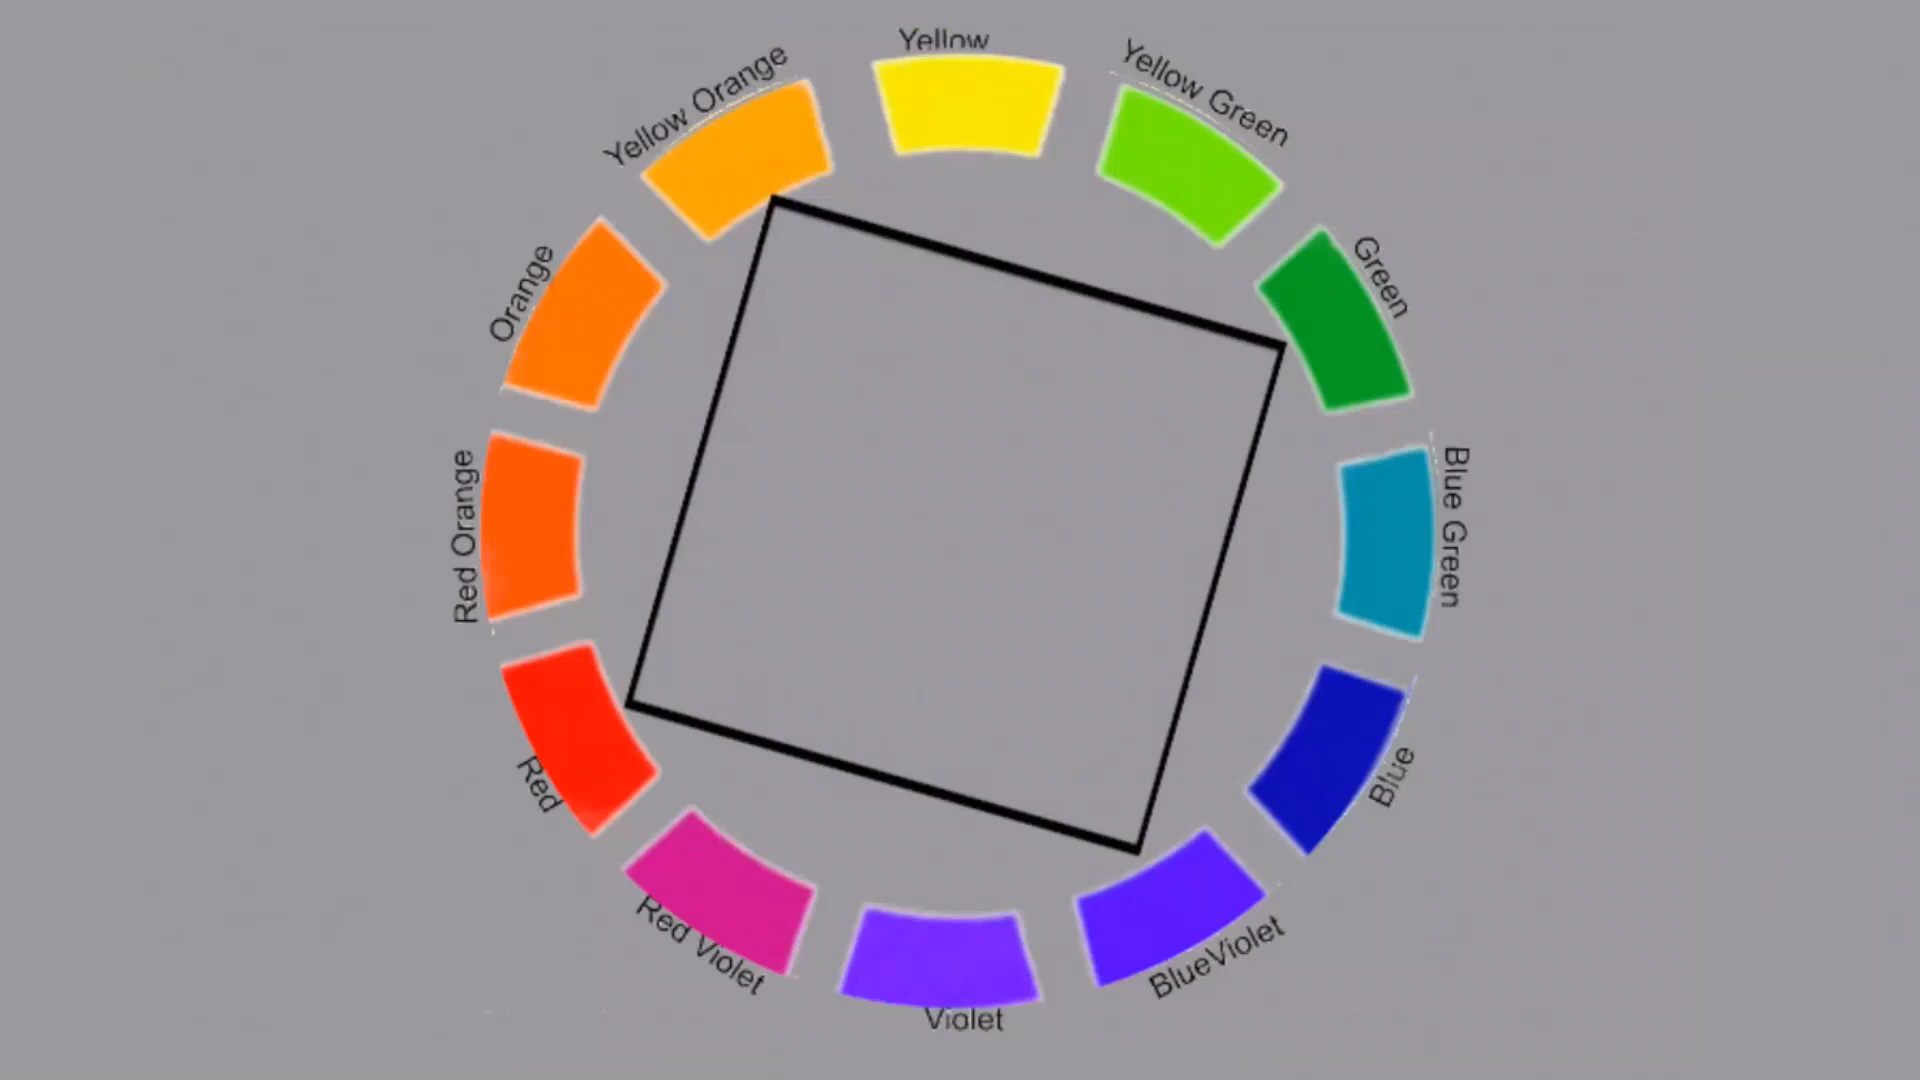 Yellow
Yellow Green
Green
Blue Green
Blue
BlueViolet
Violet
Red Violet
Red
Red Orange
Orange
Yellow Orange